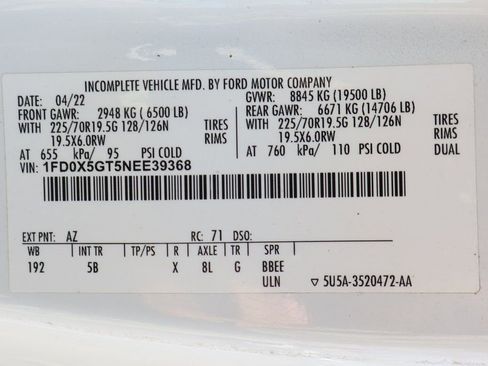 INCOMPLETE VEHICLE MFD. BY FORD MOTOR COMPANY
DATE: 04/22 GVWR: 8845 KG (19500 LB)
FRONT GAWR: 2948 KG ( 6500 LB) REAR GAWR: 6671 KG (14706 LB)
WITH 225/70R19.5G 128/126N TIRES WITH 225/70R19.5G 128/126N TIRES
19.5X6.0RW RIMS 19.5X6.0RW RIMS
AT 655 kPa/ 95 PSI COLD AT 760 kPa/ 110 PSI COLD DUAL
VIN: 1FD0X5GT5NEE39368
EXT PNT: AZ RC: 71 DSO:
WB INT TR TP/PS R AXLE TR SPR
192 5B X 8L G BBEE
ULN ▽ 5U5A-3520472-AA